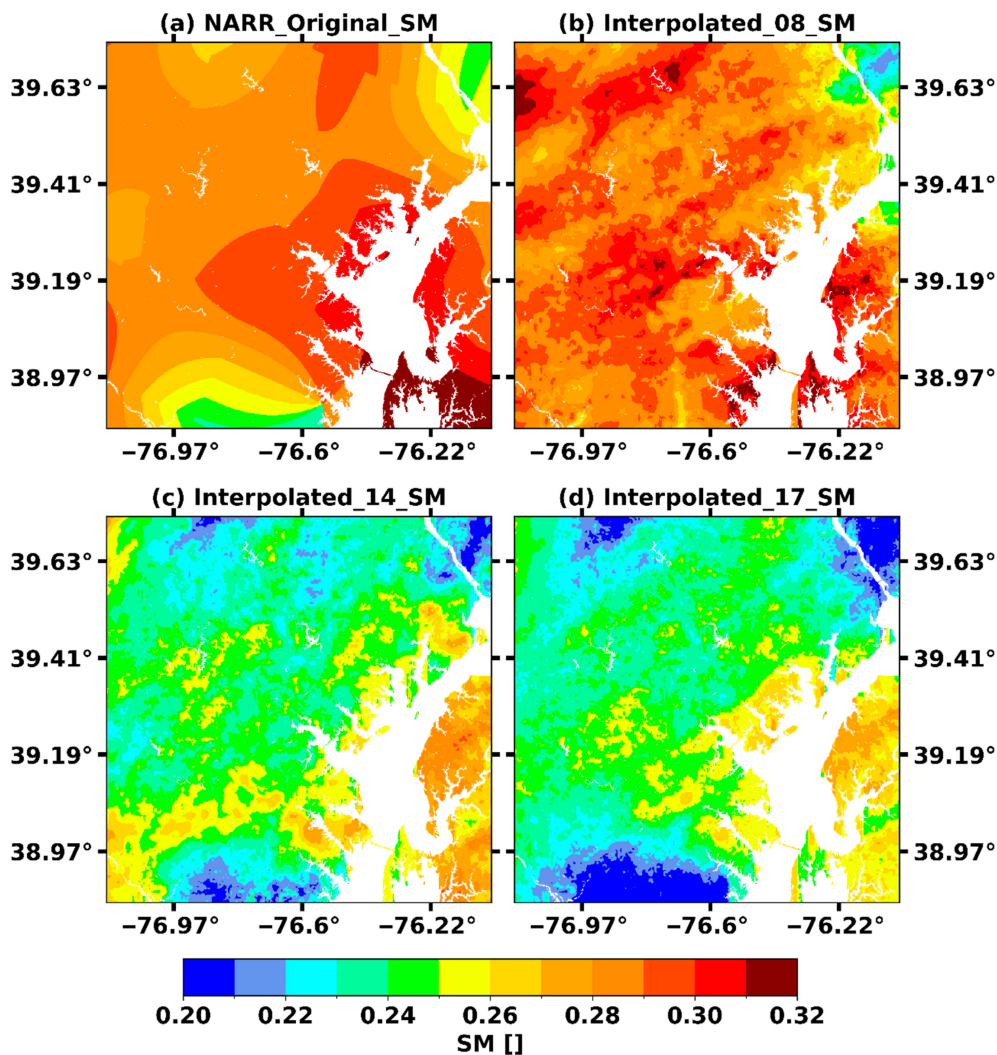 (a) NARR_Original_SM (b) Interpolated_08_SM
39.63° 39.63°
39.41° 39.41°
39.19° 39.19°
38.97° 38.97°
−76.97° −76.6° −76.22° −76.97° −76.6° −76.22°
(c) Interpolated_14_SM (d) Interpolated_17_SM
39.63° 39.63°
39.41° 39.41°
39.19° 39.19°
38.97° 38.97°
−76.97° −76.6° −76.22° −76.97° −76.6° −76.22°
0.20 0.22 0.24 0.26 0.28 0.30 0.32
SM []